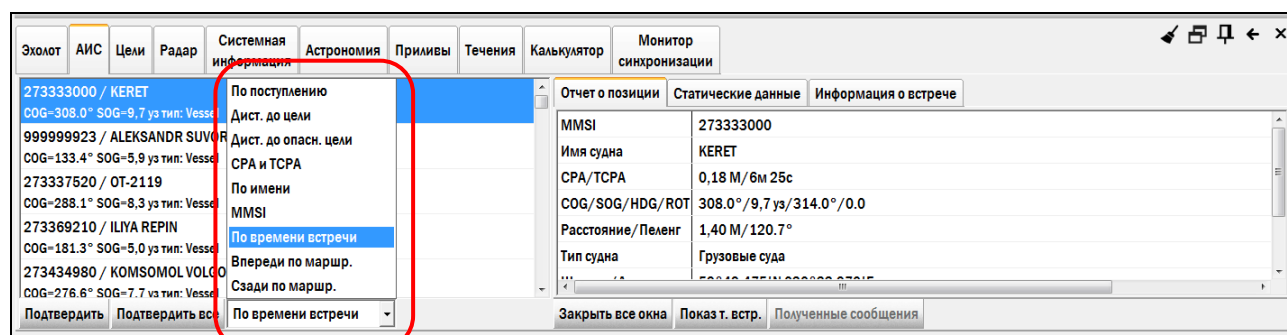 Эхолот АИС Цели Радар Системная информация Астрономия Приливы Течения Калькулятор Монитор синхронизации
273333000 / KERET
COG=308.0° SOG=9,7 уз тип: Vessel
999999923 / ALEKSANDR SUVOR
COG=133.4° SOG=5,9 уз тип: Vessel
273337520 / OT-2119
COG=288.1° SOG=8,3 уз тип: Vessel
273369210 / ILIYA REPIN
COG=181.3° SOG=5,0 уз тип: Vessel
273434980 / KOMSOMOL VOLGO
COG=276.6° SOG=7,7 уз тип: Vessel
По поступлению
Дист. до цели
Дист. до опасн. цели
CPA и TCPA
По имени
MMSI
По времени встречи
Впереди по маршр.
Сзади по маршр.
Подтвердить Подтвердить все По времени встречи
Отчет о позиции Статические данные Информация о встрече
MMSI 273333000
Имя судна KERET
CPA/TCPA 0,18 М/6м 25с
COG/SOG/HDG/ROT 308.0°/9,7 уз/314.0°/0.0
Расстояние/Пеленг 1,40 М/120.7°
Тип судна Грузовые суда
Закрыть все окна Показ т. встр. Полученные сообщения